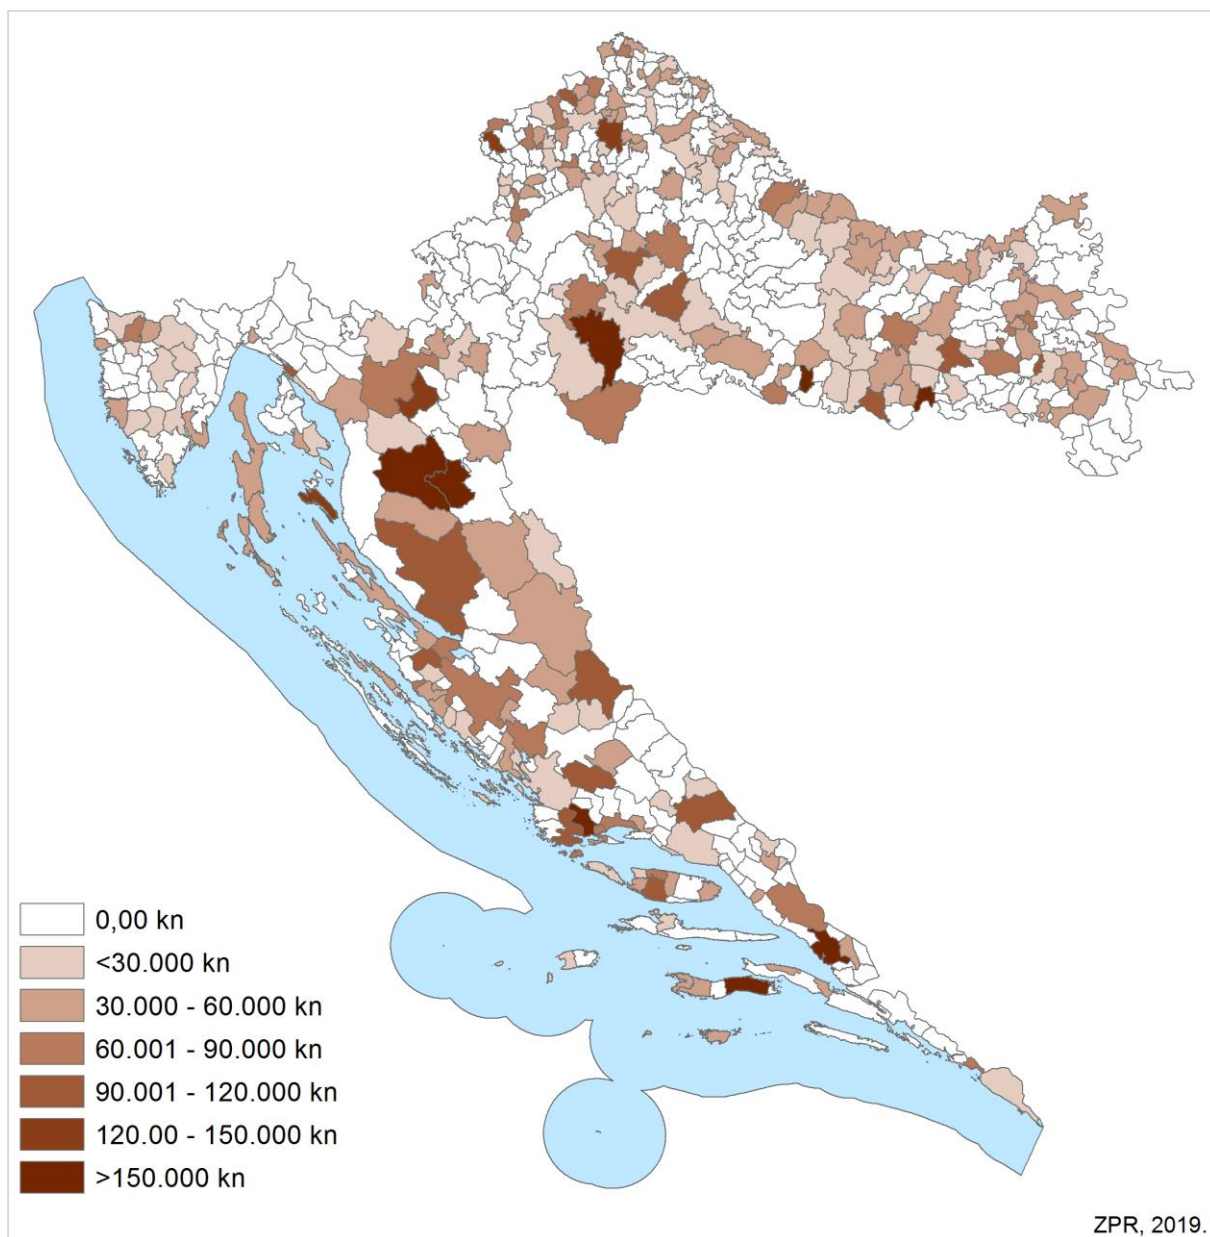 0,00 kn
<30.000 kn
30.000 - 60.000 kn
60.001 - 90.000 kn
90.001 - 120.000 kn
120.00 - 150.000 kn
>150.000 kn
ZPR, 2019.